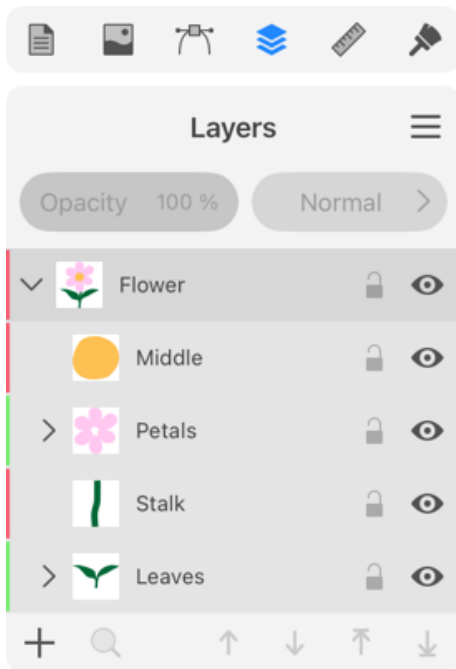 Layers
Opacity 100 % Normal
Flower
Middle
Petals
Stalk
Leaves